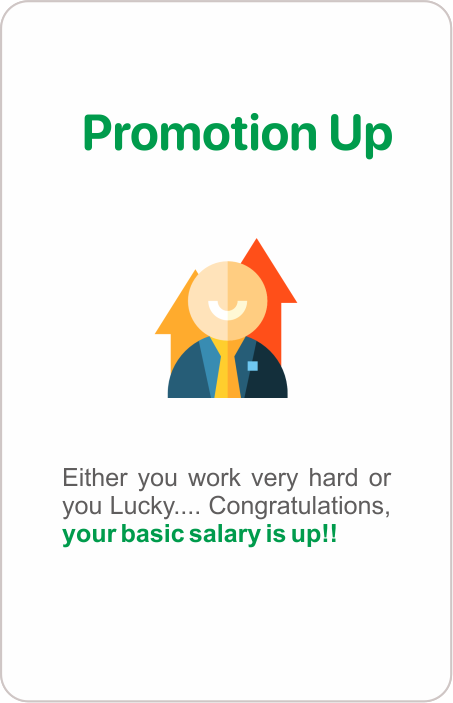 Promotion Up
Either you work very hard or
you Lucky.... Congratulations,
your basic salary is up!!